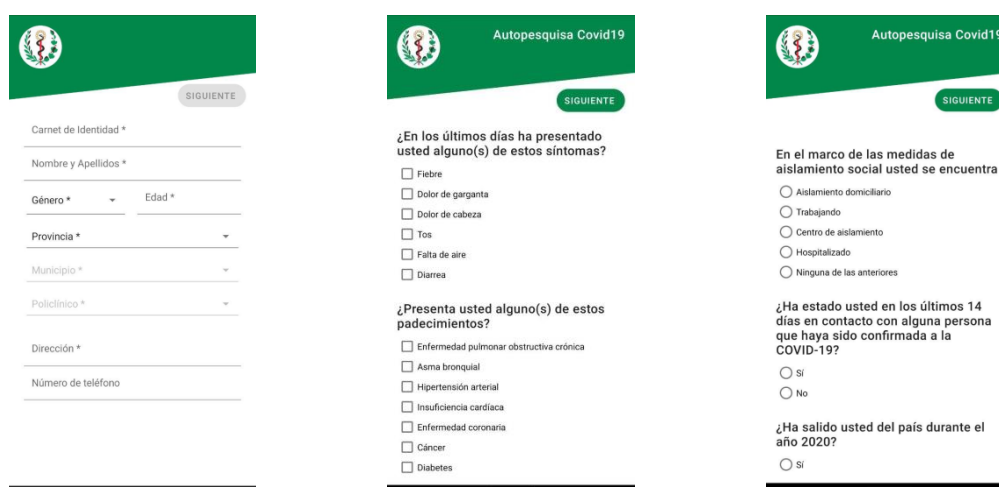 SIGUIENTE
Carnet de Identidad *
Nombre y Apellidos *
Género *
Edad *
Provincia *
Municipio *
Policlínico *
Dirección *
Número de teléfono
Autopesquisa Covid19
SIGUIENTE
¿En los últimos días ha presentado
usted alguno(s) de estos síntomas?
Fiebre
Dolor de garganta
Dolor de cabeza
Tos
Falta de aire
Diarrea
¿Presenta usted alguno(s) de estos
padecimientos?
Enfermedad pulmonar obstructiva crónica
Asma bronquial
Hipertensión arterial
Insuficiencia cardíaca
Enfermedad coronaria
Cáncer
Diabetes
Autopesquisa Covid19
SIGUIENTE
En el marco de las medidas de
aislamiento social usted se encuentra
Aislamiento domiciliario
Trabajando
Centro de aislamiento
Hospitalizado
Ninguna de las anteriores
¿Ha estado usted en los últimos 14
días en contacto con alguna persona
que haya sido confirmada a la
COVID-19?
Sí
No
¿Ha salido usted del país durante el
año 2020?
Sí